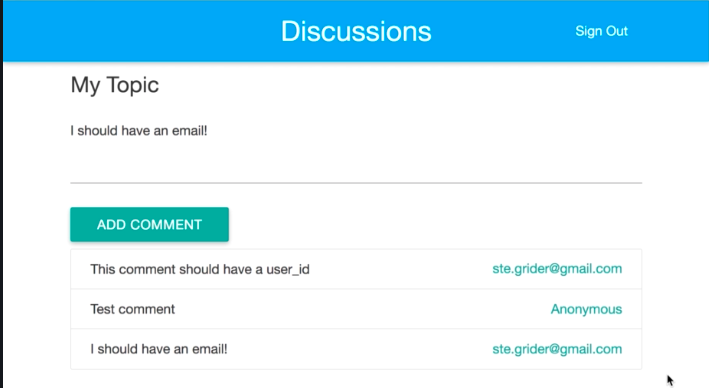 Discussions
Sign Out
My Topic
I should have an email!
ADD COMMENT
This comment should have a user_id ste.grider@gmail.com
Test comment Anonymous
I should have an email! ste.grider@gmail.com